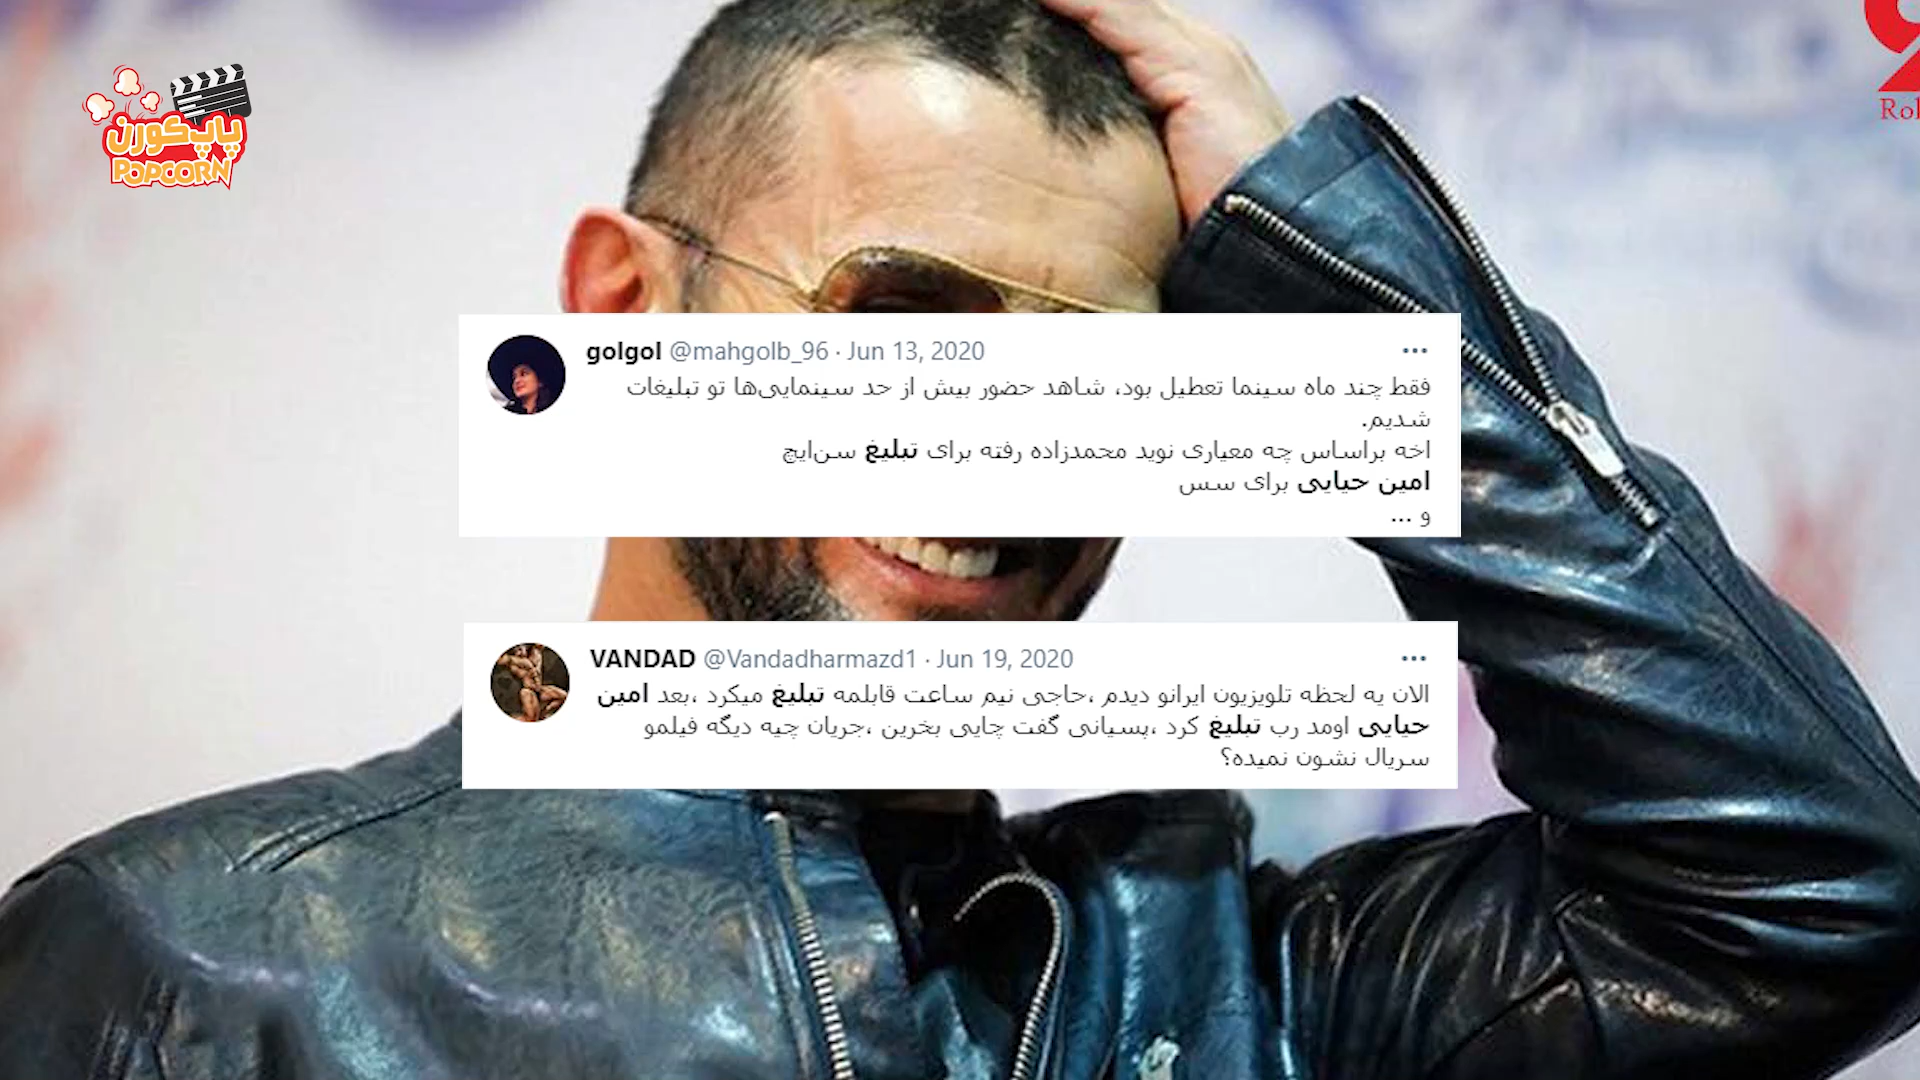 پاپ‌کورن
POPCORN
Rol
golgol @mahgolb_96 · Jun 13, 2020
فقط چند ماه سینما تعطیل بود، شاهد حضور بیش از حد سینمایی‌ها تو تبلیغات
شدیم.
اخه براساس چه معیاری نوید محمدزاده رفته برای تبلیغ سن‌ایچ
امین حیایی برای سس
و ...
VANDAD @Vandadharmazd1 · Jun 19, 2020
الان یه لحظه تلویزیون ایرانو دیدم ،حاجی نیم ساعت قابلمه تبلیغ میکرد ،بعد امین
حیایی اومد رب تبلیغ کرد ،پسیانی گفت چایی بخرین ،جریان چیه دیگه فیلمو
سریال نشون نمیده؟